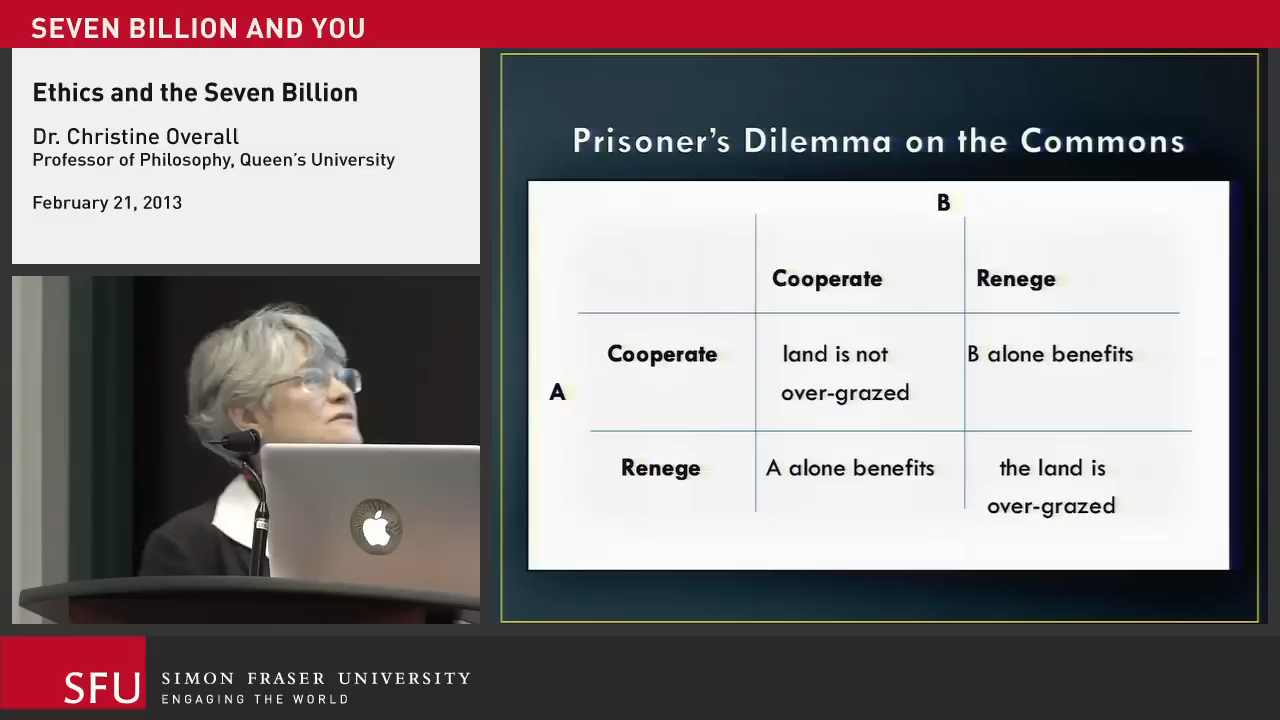 SEVEN BILLION AND YOU
Ethics and the Seven Billion
Dr. Christine Overall
Professor of Philosophy, Queen's University
February 21, 2013
Prisoner's Dilemma on the Commons
B
Cooperate Renege
Cooperate land is not B alone benefits
A over-grazed
Renege A alone benefits the land is
over-grazed
SFU SIMON FRASER UNIVERSITY
ENGAGING THE WORLD